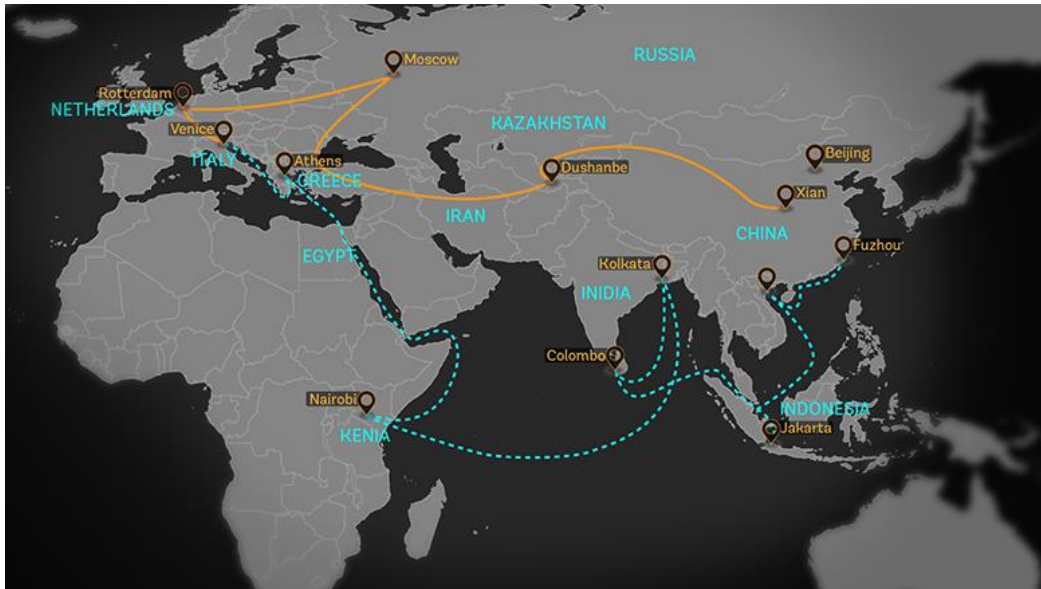 Moscow
RUSSIA
Rotterdam
NETHERLANDS
Venice
KAZAKHSTAN
ITALY
Athens
GREECE
Dushanbe
Beijing
Xian
IRAN
CHINA
EGYPT
Fuzhou
Kolkata
INIDIA
Colombo
Nairobi
KENIA
INDONESIA
Jakarta